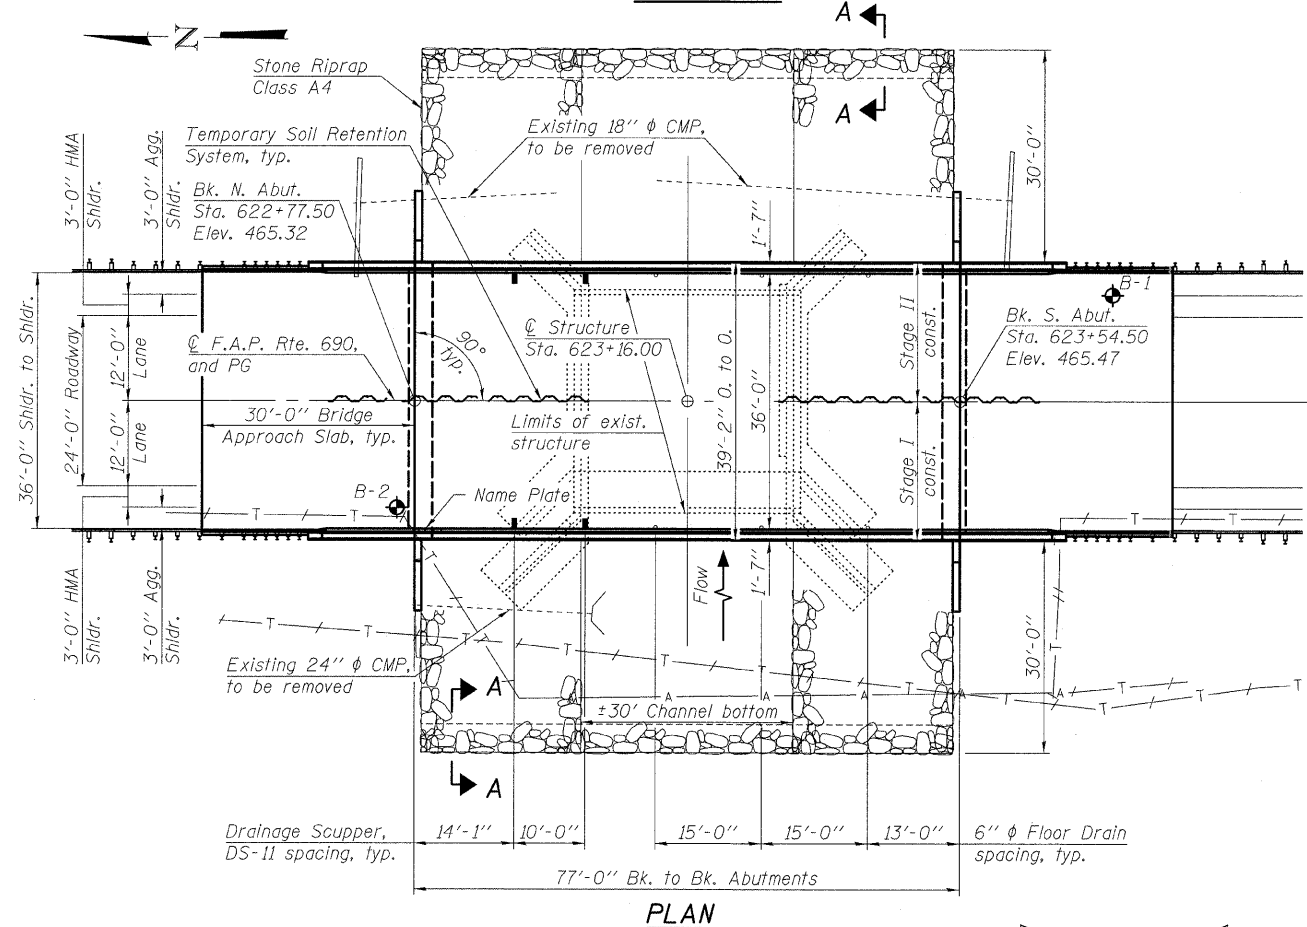 A
N
Stone Riprap
Class A4
A
Existing 18'' ϕ CMP,
to be removed
Temporary Soil Retention
System, typ.
30'-0''
3'-0'' HMA
Shldr.
3'-0'' Agg.
Shldr.
Bk. N. Abut.
Sta. 622+77.50
Elev. 465.32
1'-7''
B-1
Bk. S. Abut.
Sta. 623+54.50
Elev. 465.47
℄ Structure
Sta. 623+16.00
90°
Typ.
℄ F.A.P. Rte. 690,
and PG
12'-0''
Lane
36'-0'' Shldr. to Shldr.
24'-0'' Roadway
12'-0''
Lane
30'-0'' Bridge
Approach Slab, typ.
Limits of exist.
structure
39'-2'' O. to O.
36'-0''
Stage II
const.
Stage I
const.
B-2
Name Plate
T T T T T
3'-0'' HMA
Shldr.
3'-0'' Agg.
Shldr.
Flow
1'-7''
T
T T T T T T T T T T T T
30'-0''
Existing 24'' ϕ CMP,
to be removed
A
A A A A A
±30' Channel bottom
A
Drainage Scupper,
DS-11 spacing, typ.
14'-1''
10'-0''
15'-0''
15'-0''
13'-0''
6'' ϕ Floor Drain
spacing, typ.
77'-0'' Bk. to Bk. Abutments
PLAN